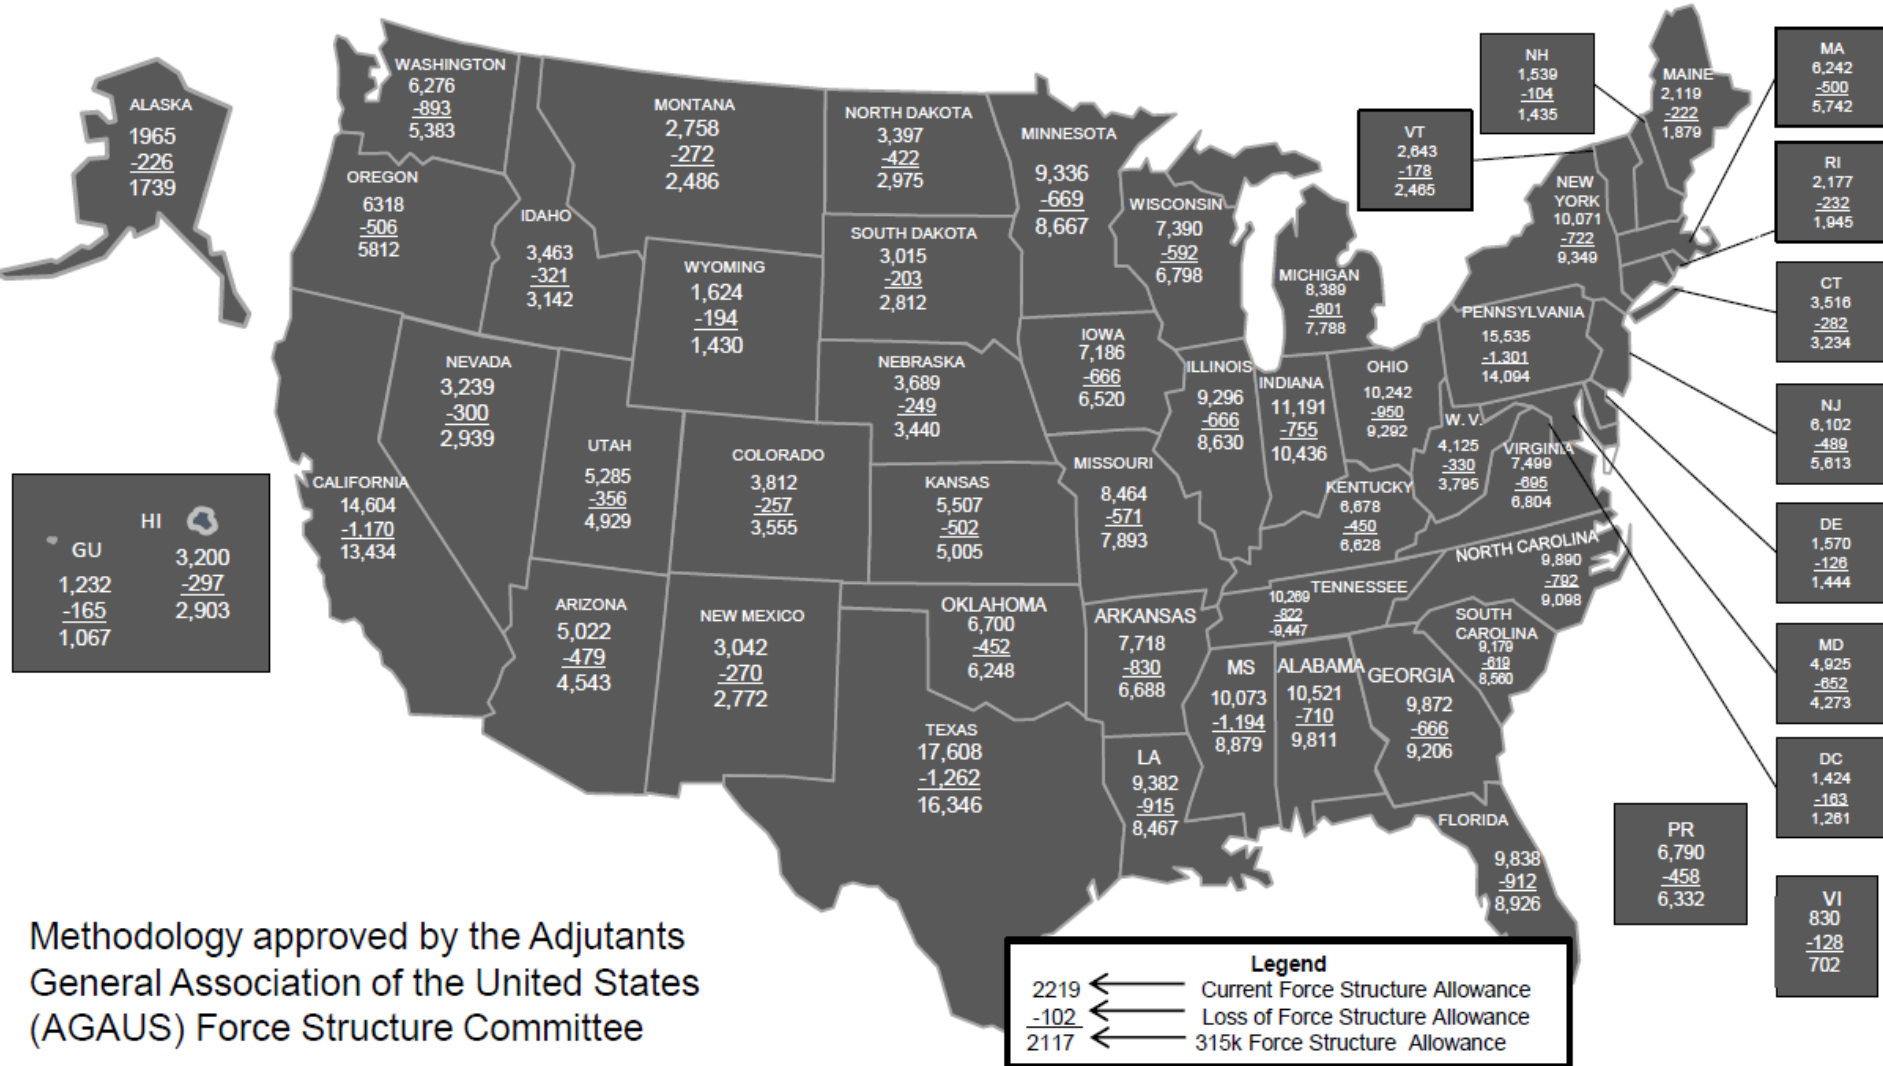 ALASKA
1965
-226
1739
WASHINGTON
6,276
-893
5,383
OREGON
6318
-506
5812
IDAHO
3,463
-321
3,142
MONTANA
2,758
-272
2,486
NORTH DAKOTA
3,397
-422
2,975
MINNESOTA
9,336
-669
8,667
SOUTH DAKOTA
3,015
-203
2,812
WYOMING
1,624
-194
1,430
WISCONSIN
7,390
-592
6,798
MICHIGAN
8,389
-601
7,788
NH
1,539
-104
1,435
VT
2,643
-178
2,465
MAINE
2,119
-222
1,879
NEW
YORK
10,071
-722
9,349
MA
6,242
-500
5,742
RI
2,177
-232
1,945
CT
3,516
-282
3,234
NJ
6,102
-489
5,613
DE
1,570
-126
1,444
MD
4,925
-652
4,273
DC
1,424
-163
1,261
PENNSYLVANIA
15,535
-1,301
14,094
NEVADA
3,239
-300
2,939
UTAH
5,285
-356
4,929
COLORADO
3,812
-257
3,555
NEBRASKA
3,689
-249
3,440
IOWA
7,186
-666
6,520
ILLINOIS
9,296
-666
8,630
INDIANA
11,191
-755
10,436
OHIO
10,242
-950
9,292
W. V.
4,125
-330
3,795
VIRGINIA
7,499
-695
6,804
KENTUCKY
6,678
-450
6,628
CALIFORNIA
14,604
-1,170
13,434
KANSAS
5,507
-502
5,005
MISSOURI
8,464
-571
7,893
HI
3,200
-297
2,903
GU
1,232
-165
1,067
ARIZONA
5,022
-479
4,543
NEW MEXICO
3,042
-270
2,772
OKLAHOMA
6,700
-452
6,248
ARKANSAS
7,718
-830
6,688
TENNESSEE
10,269
-822
-9,447
NORTH CAROLINA
9,890
-792
9,098
SOUTH
CAROLINA
9,179
-619
8,560
TEXAS
17,608
-1,262
16,346
LA
9,382
-915
8,467
MS
10,073
-1,194
8,879
ALABAMA
10,521
-710
9,811
GEORGIA
9,872
-666
9,206
FLORIDA
9,838
-912
8,926
PR
6,790
-458
6,332
VI
830
-128
702
Methodology approved by the Adjutants
General Association of the United States
(AGAUS) Force Structure Committee
Legend
2219 Current Force Structure Allowance
-102 Loss of Force Structure Allowance
2117 315k Force Structure Allowance